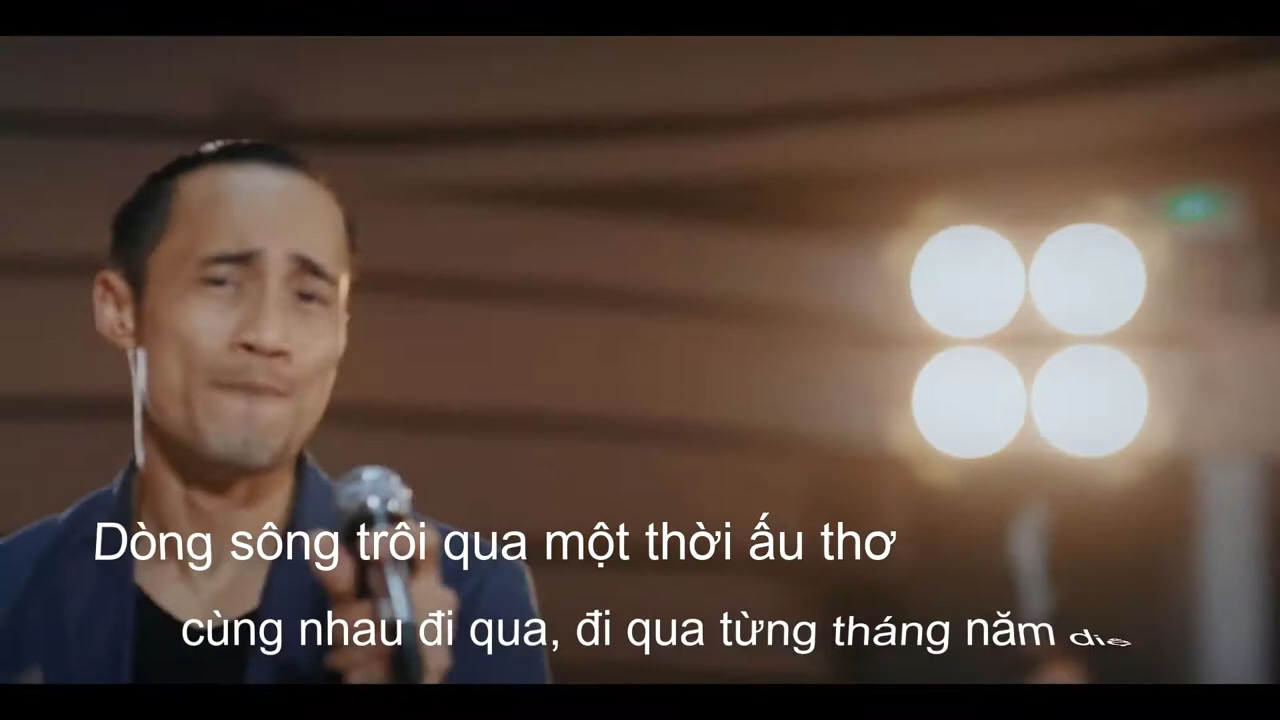 Dòng sông trôi qua một thời ấu thơ
cùng nhau đi qua, đi qua từng tháng năm